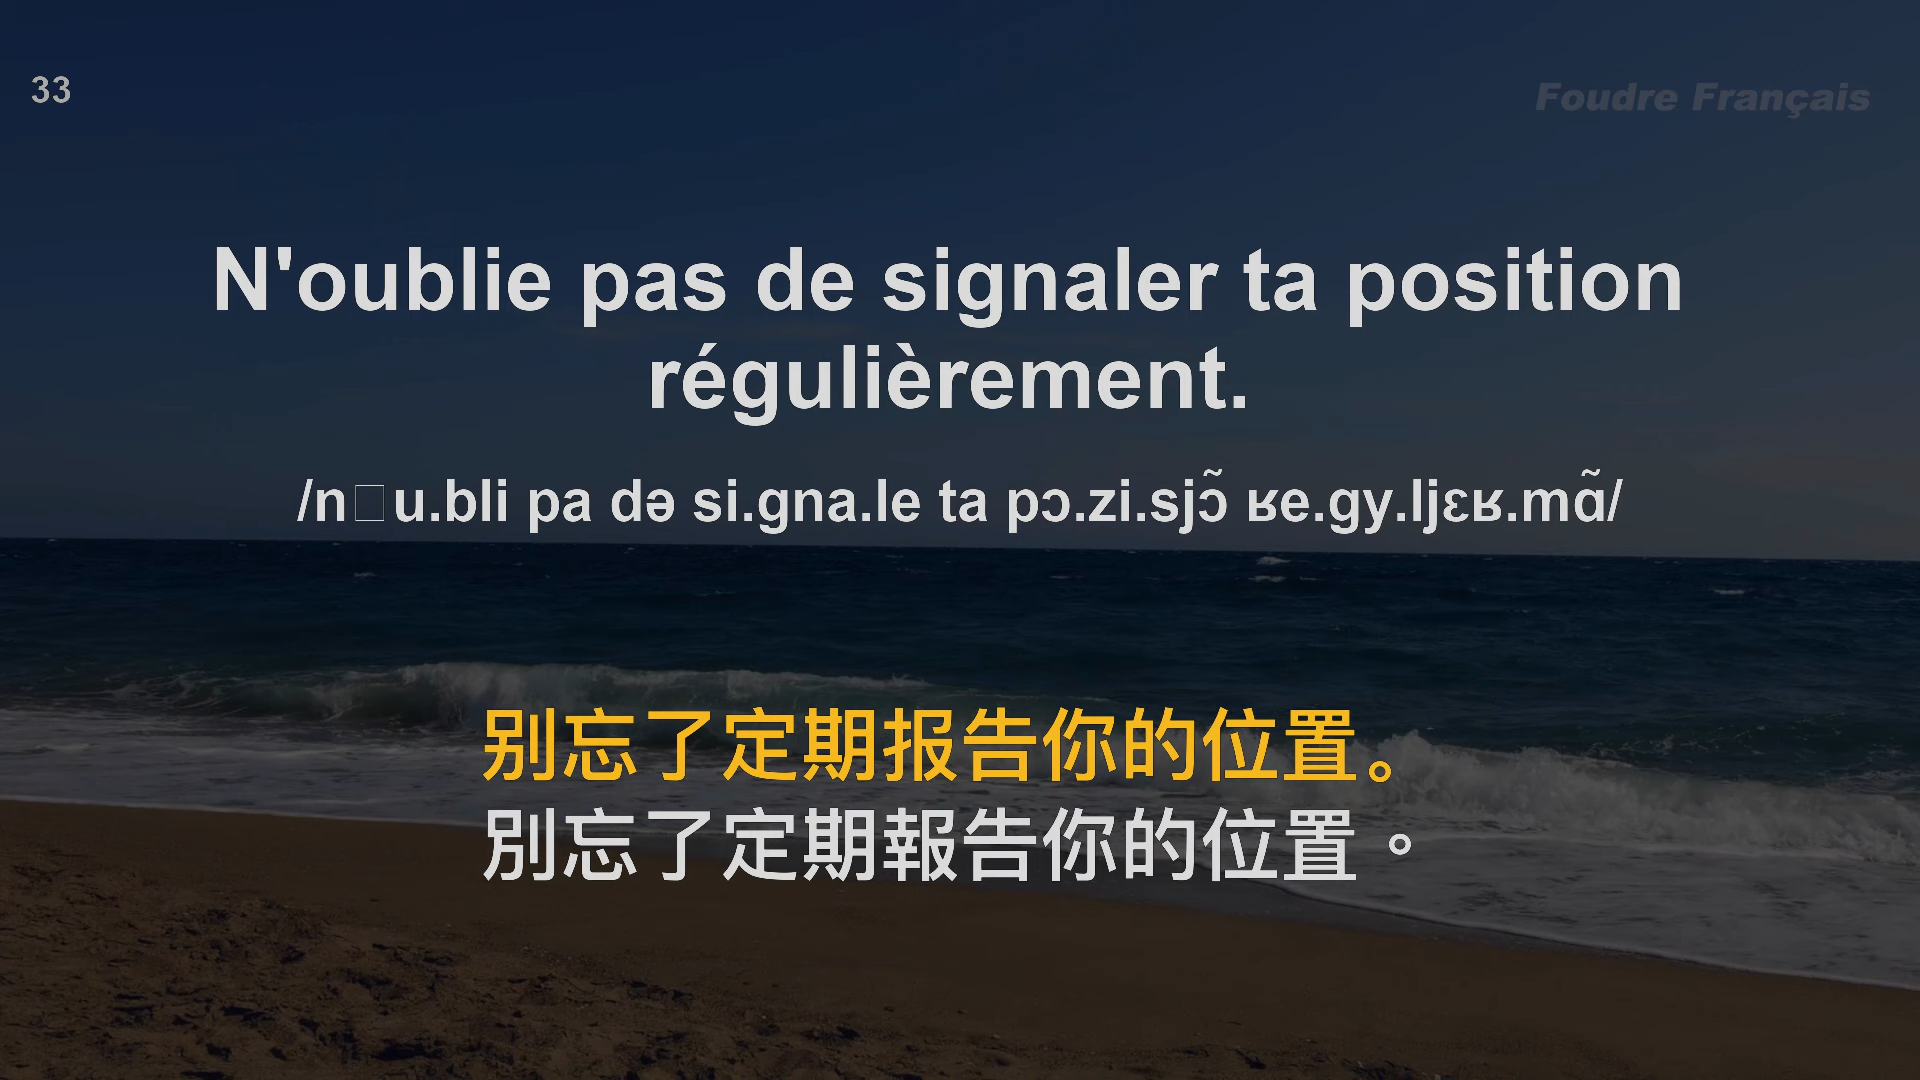 33
Foudre Français
N'oublie pas de signaler ta position
régulièrement.
/n□u.bli pa də si.gna.le ta pɔ.zi.sjɔ̃ ʁe.gy.ljɛʁ.mɑ̃/
别忘了定期报告你的位置。
別忘了定期報告你的位置。